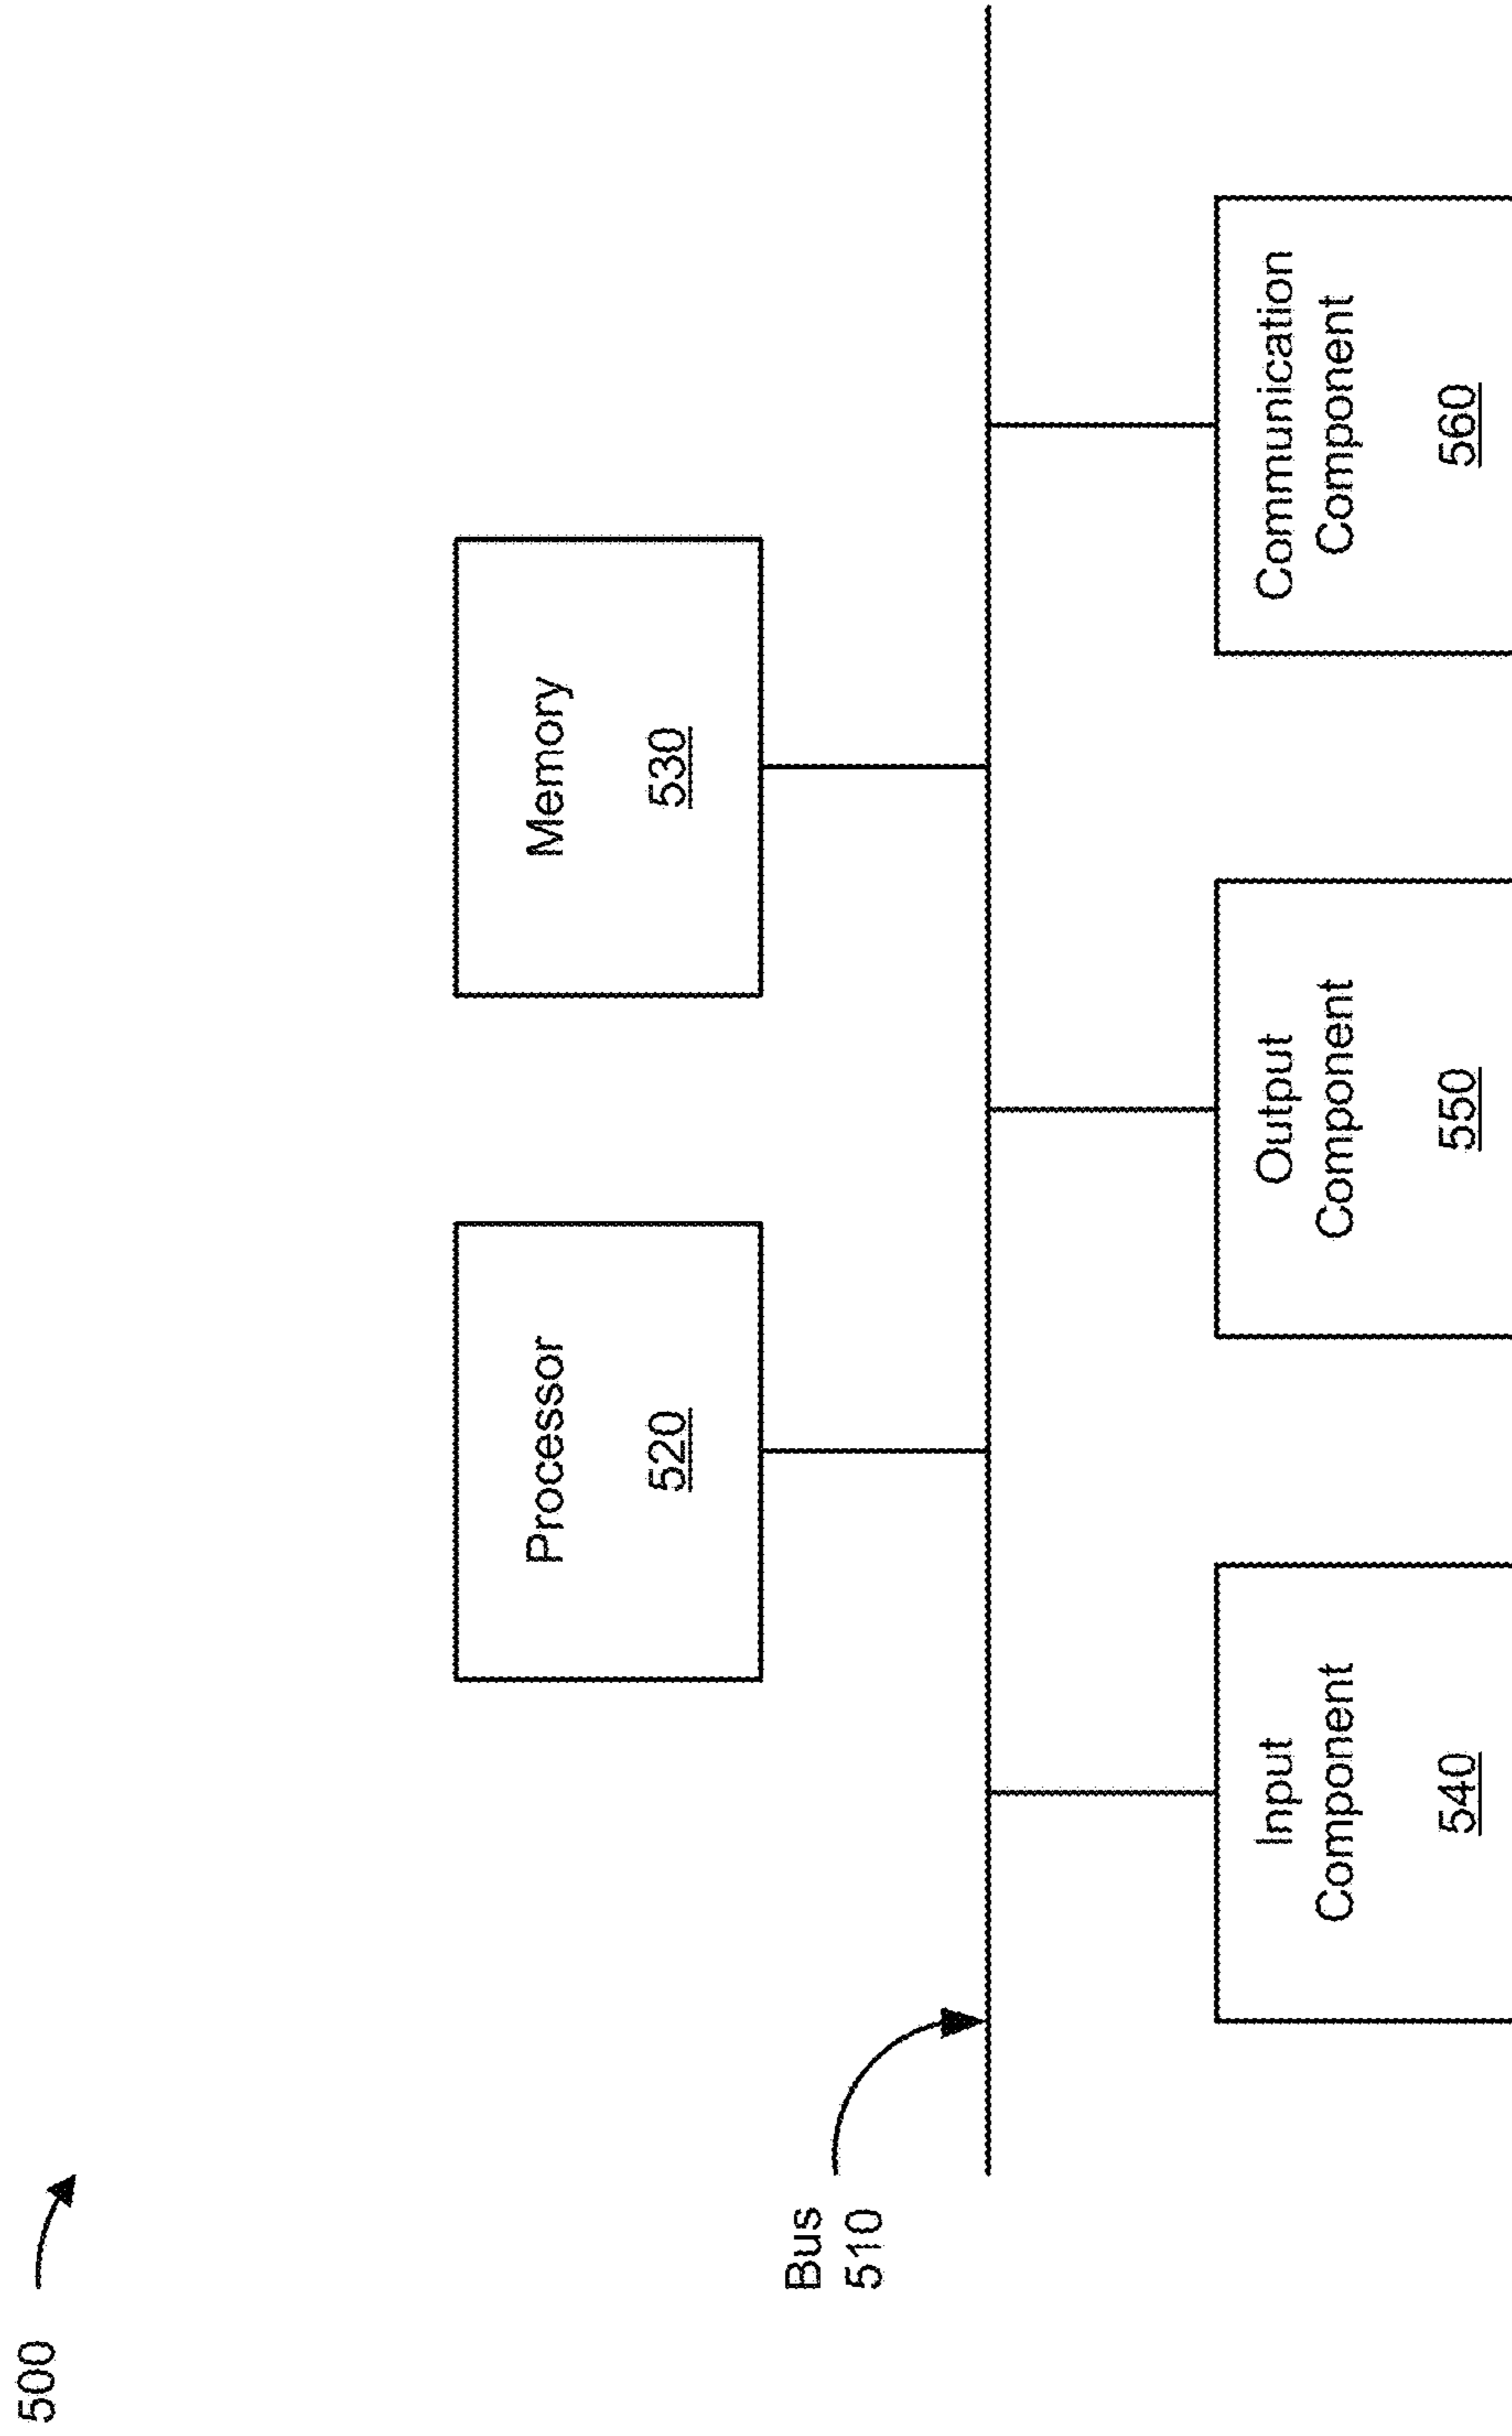 500
Processor
520
Memory
530
Bus
510
Input
Component
540
Output
Component
550
Communication
Component
560